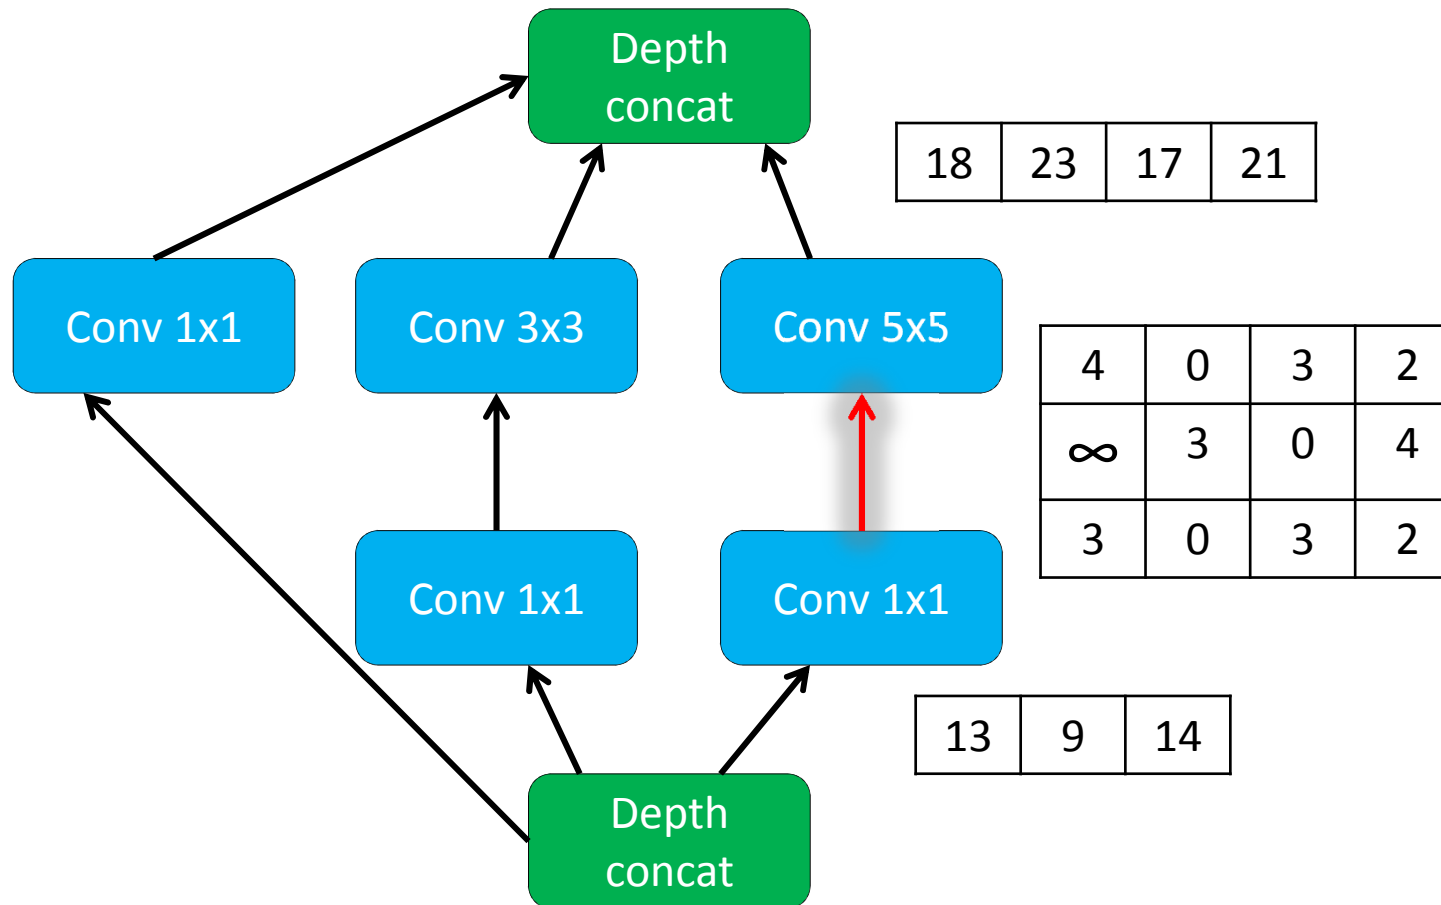 Depth
concat
18 23 17 21
Conv 1x1
Conv 3x3
Conv 5x5
4 0 3 2
∞ 3 0 4
3 0 3 2
Conv 1x1
Conv 1x1
13 9 14
Depth
concat